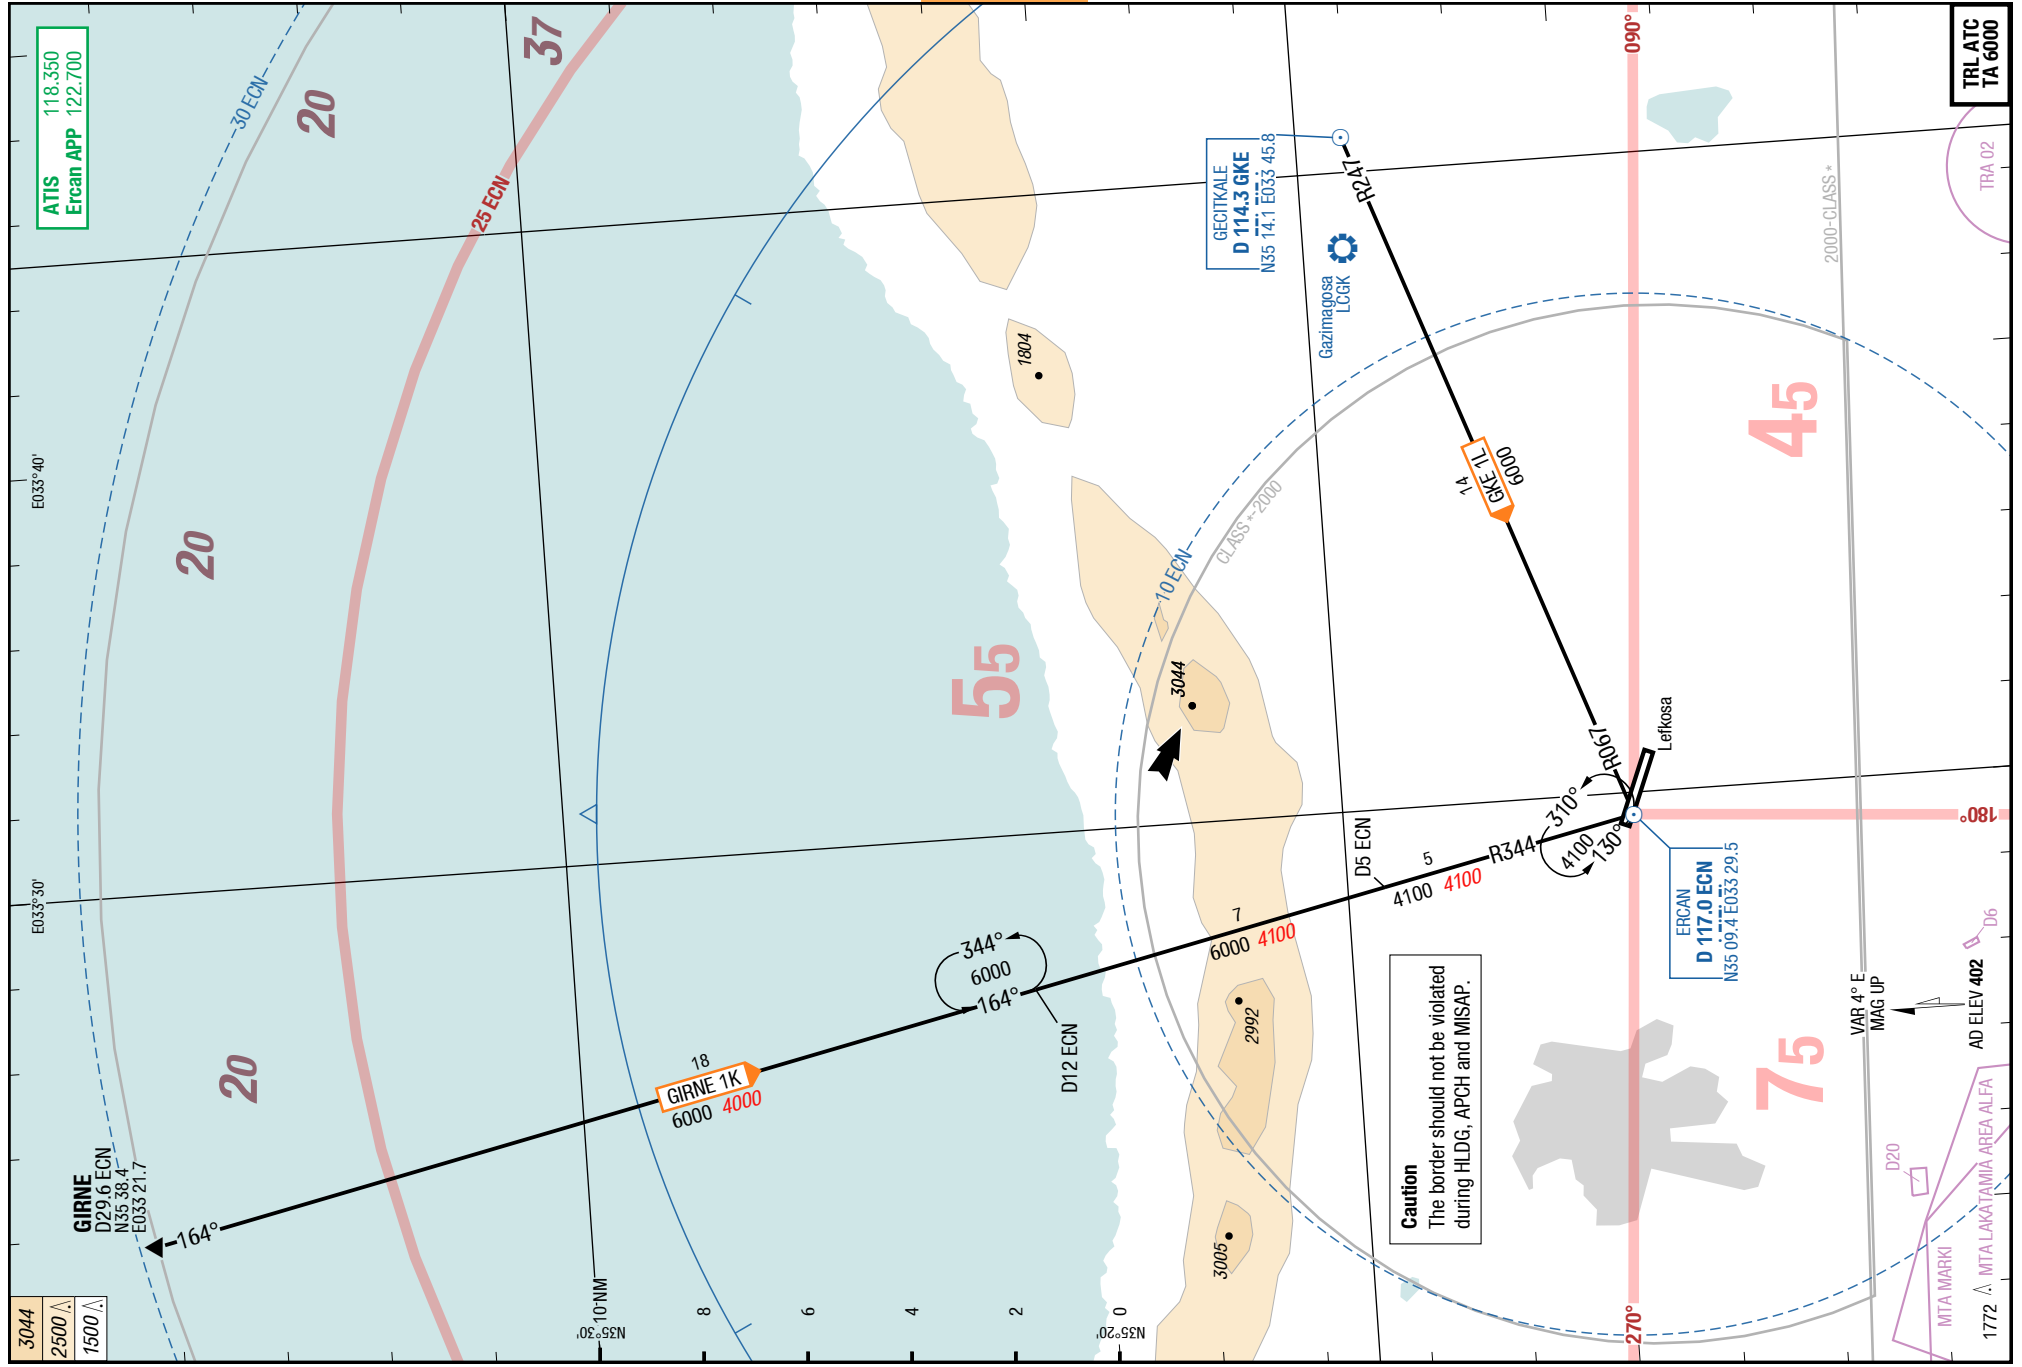 ATIS 118.350
Ercan APP 122.700
TRL ATC
TA 6000
3044
2500
1500
GIRNE
D29.6 ECN
N35 38.4
E033 21.7
164°
GIRNE 1K
18
6000 4000
D12 ECN
344°
6000
164°
7
6000 4100
D5 ECN
5
4100 4100
R344
310°
4100
130°
R067
Lefkosa
ERCAN
D 117.0 ECN
N35 09.4 E033 29.5
GKE 1L
14
6000
R247
GECITKALE
D 114.3 GKE
N35 14.1 E033 45.8
Gazimagosa
LCGK
30 ECN
25 ECN
10 ECN
20
20
20
37
55
45
75
1804
3044
2992
3005
CLASS *-2000
2000-CLASS *
090°
180°
270°
TRA 02
Caution
The border should not be violated
during HLDG, APCH and MISAP.
VAR 4° E
MAG UP
AD ELEV 402
D6
D20
MTA MARKI
MTA LAKATAMIA AREA ALFA
1772
E033°40'
E033°30'
N35°30'
N35°20'
10 NM
8
6
4
2
0